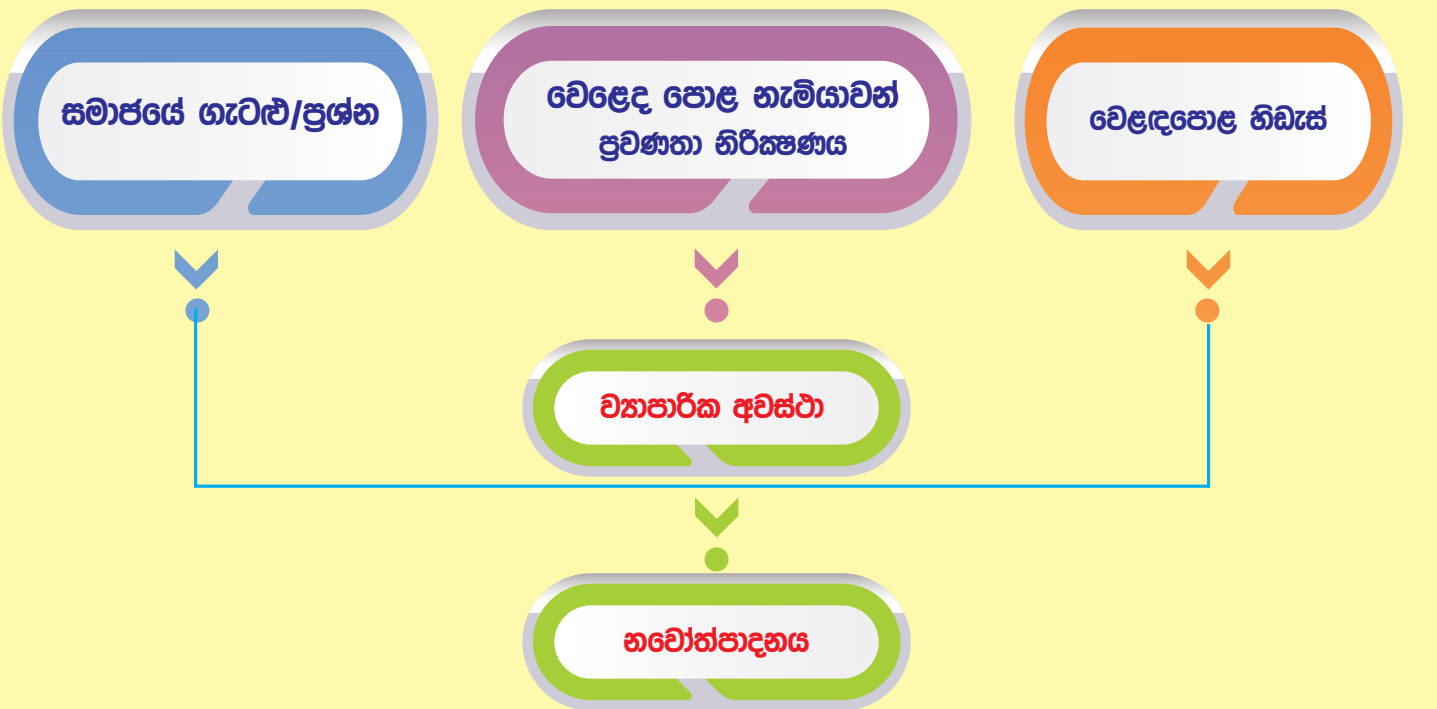 සමාජයේ ගැටළු/ප්‍රශ්න
වෙළෙද පොළ නැමියාවන්
ප්‍රවණතා නිරීක්‍ෂණය
වෙළඳපොළ හිඩැස්
ව්‍යාපාරික අවස්ථා
නවෝත්පාදනය